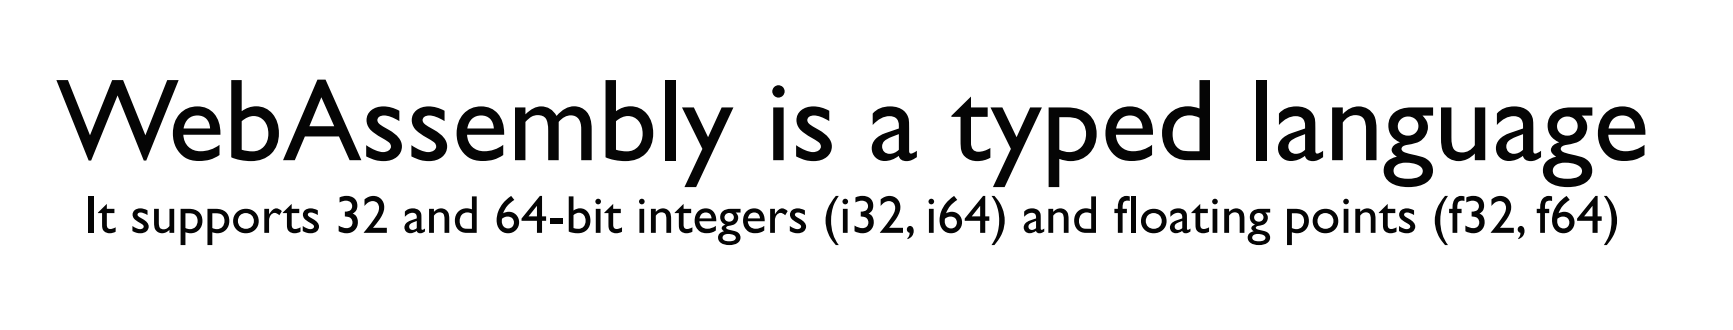 WebAssembly is a typed language
It supports 32 and 64-bit integers (i32, i64) and floating points (f32, f64)